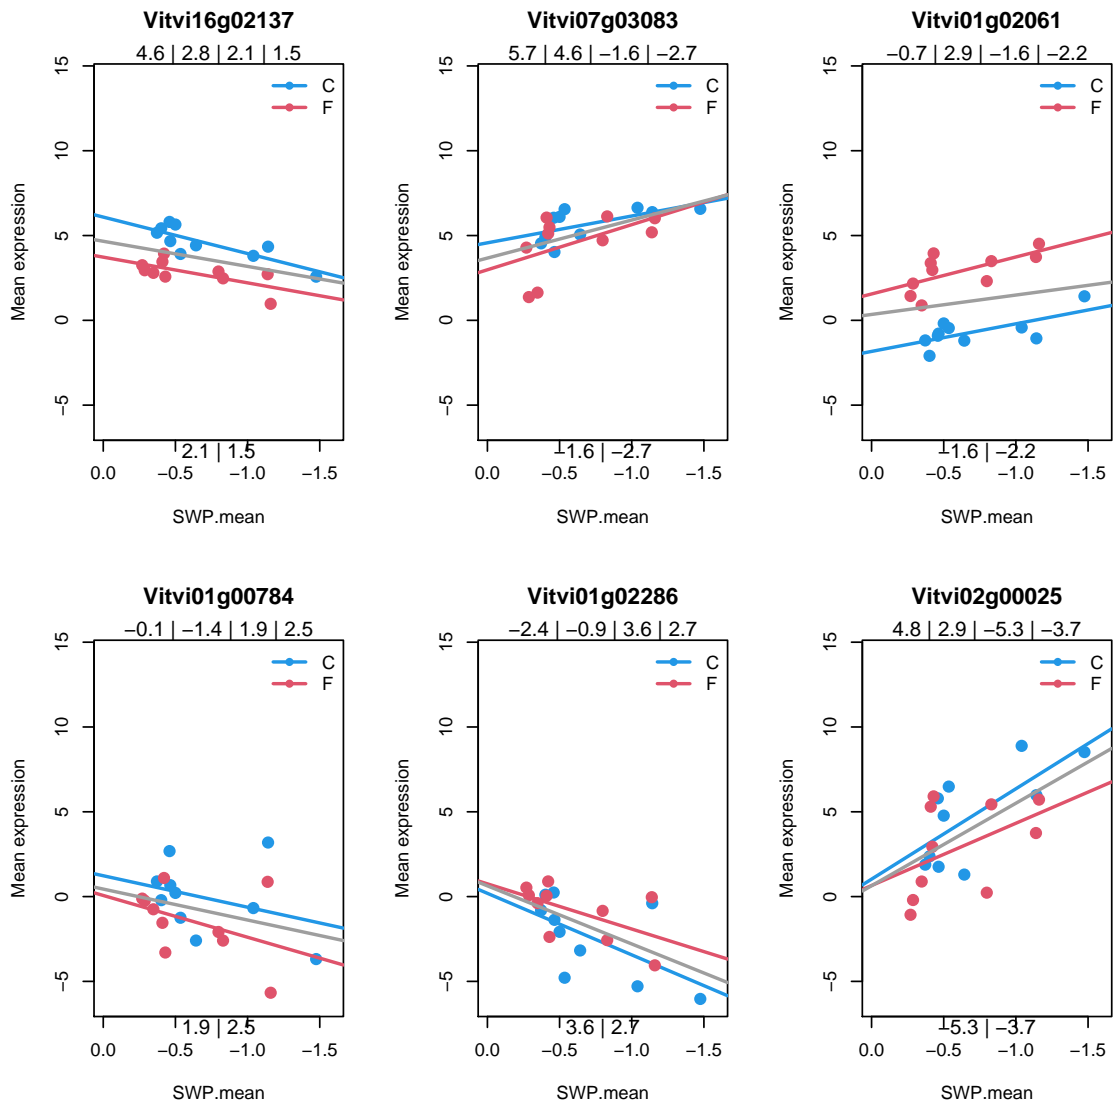 Vitvi16g02137
4.6 | 2.8 | 2.1 | 1.5
C
F
15
10
5
0
−5
Mean expression
2.1 | 1.5
0.0 −0.5 −1.0 −1.5
SWP.mean
Vitvi07g03083
5.7 | 4.6 | −1.6 | −2.7
C
F
15
10
5
0
−5
Mean expression
−1.6 | −2.7
0.0 −0.5 −1.0 −1.5
SWP.mean
Vitvi01g02061
−0.7 | 2.9 | −1.6 | −2.2
C
F
15
10
5
0
−5
Mean expression
−1.6 | −2.2
0.0 −0.5 −1.0 −1.5
SWP.mean
Vitvi01g00784
−0.1 | −1.4 | 1.9 | 2.5
C
F
15
10
5
0
−5
Mean expression
1.9 | 2.5
0.0 −0.5 −1.0 −1.5
SWP.mean
Vitvi01g02286
−2.4 | −0.9 | 3.6 | 2.7
C
F
15
10
5
0
−5
Mean expression
3.6 | 2.7
0.0 −0.5 −1.0 −1.5
SWP.mean
Vitvi02g00025
4.8 | 2.9 | −5.3 | −3.7
C
F
15
10
5
0
−5
Mean expression
−5.3 | −3.7
0.0 −0.5 −1.0 −1.5
SWP.mean